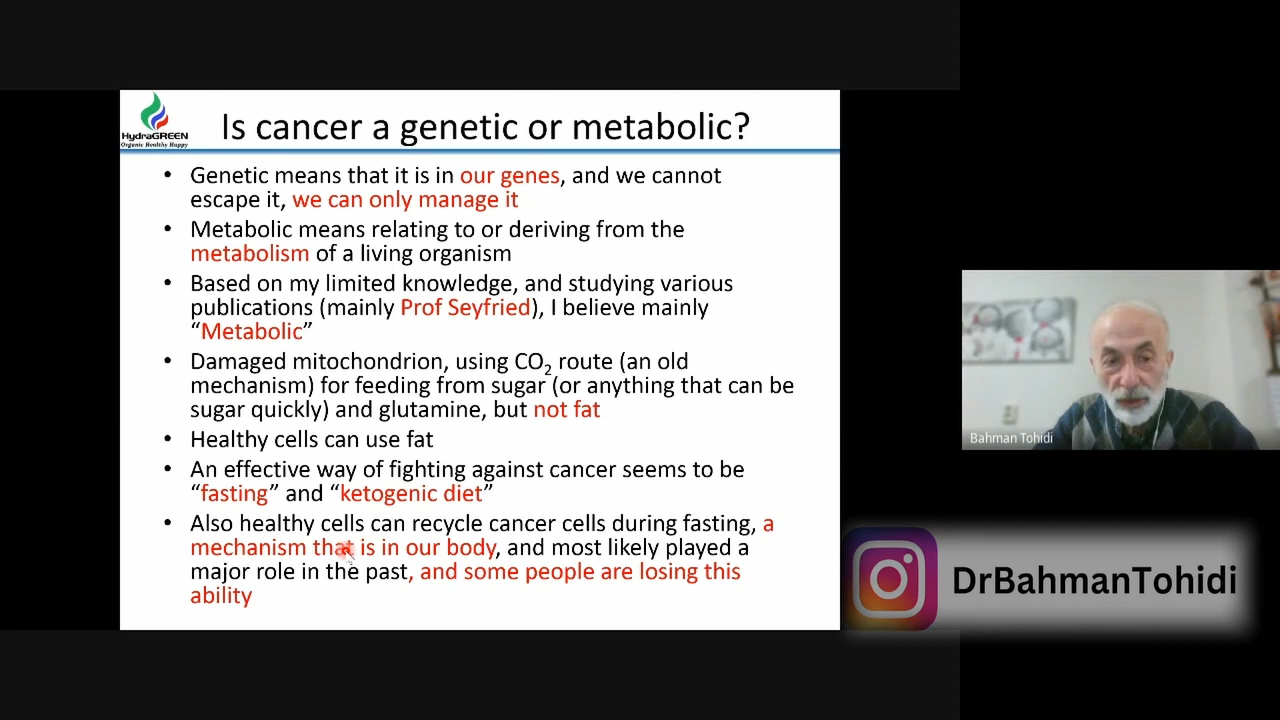 HydraGREEN
Organic Healthy Happy
Is cancer a genetic or metabolic?
• Genetic means that it is in our genes, and we cannot
escape it, we can only manage it
• Metabolic means relating to or deriving from the
metabolism of a living organism
• Based on my limited knowledge, and studying various
publications (mainly Prof Seyfried), I believe mainly
“Metabolic”
• Damaged mitochondrion, using CO₂ route (an old
mechanism) for feeding from sugar (or anything that can be
sugar quickly) and glutamine, but not fat
• Healthy cells can use fat
• An effective way of fighting against cancer seems to be
“fasting” and “ketogenic diet”
• Also healthy cells can recycle cancer cells during fasting, a
mechanism that is in our body, and most likely played a
major role in the past, and some people are losing this
ability
Bahman Tohidi
DrBahmanTohidi